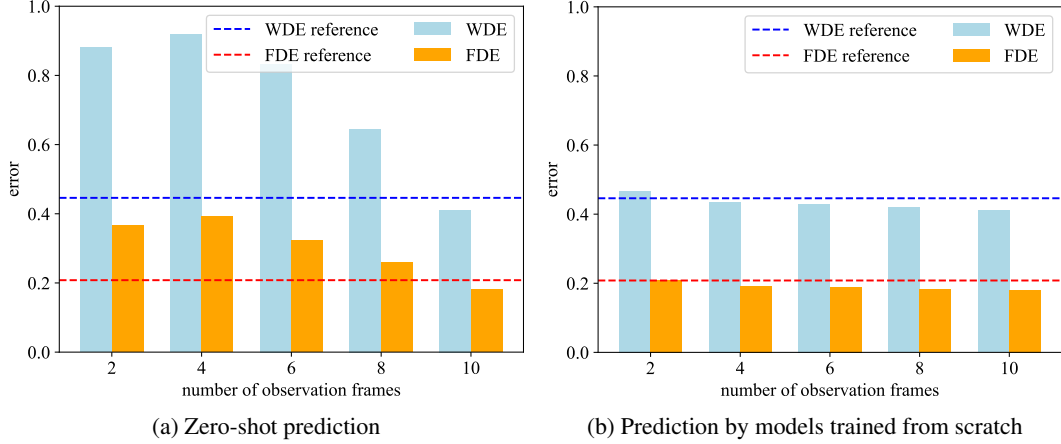 WDE reference
FDE reference
WDE
FDE
1.0
0.8
0.6
0.4
0.2
0.0
error
2
4
6
8
10
number of observation frames
(a) Zero-shot prediction
WDE reference
FDE reference
WDE
FDE
1.0
0.8
0.6
0.4
0.2
0.0
error
2
4
6
8
10
number of observation frames
(b) Prediction by models trained from scratch